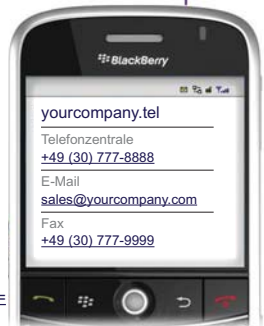 BlackBerry
yourcompany.tel
Telefonzentrale
+49 (30) 777-8888
E-Mail
sales@yourcompany.com
Fax
+49 (30) 777-9999
E